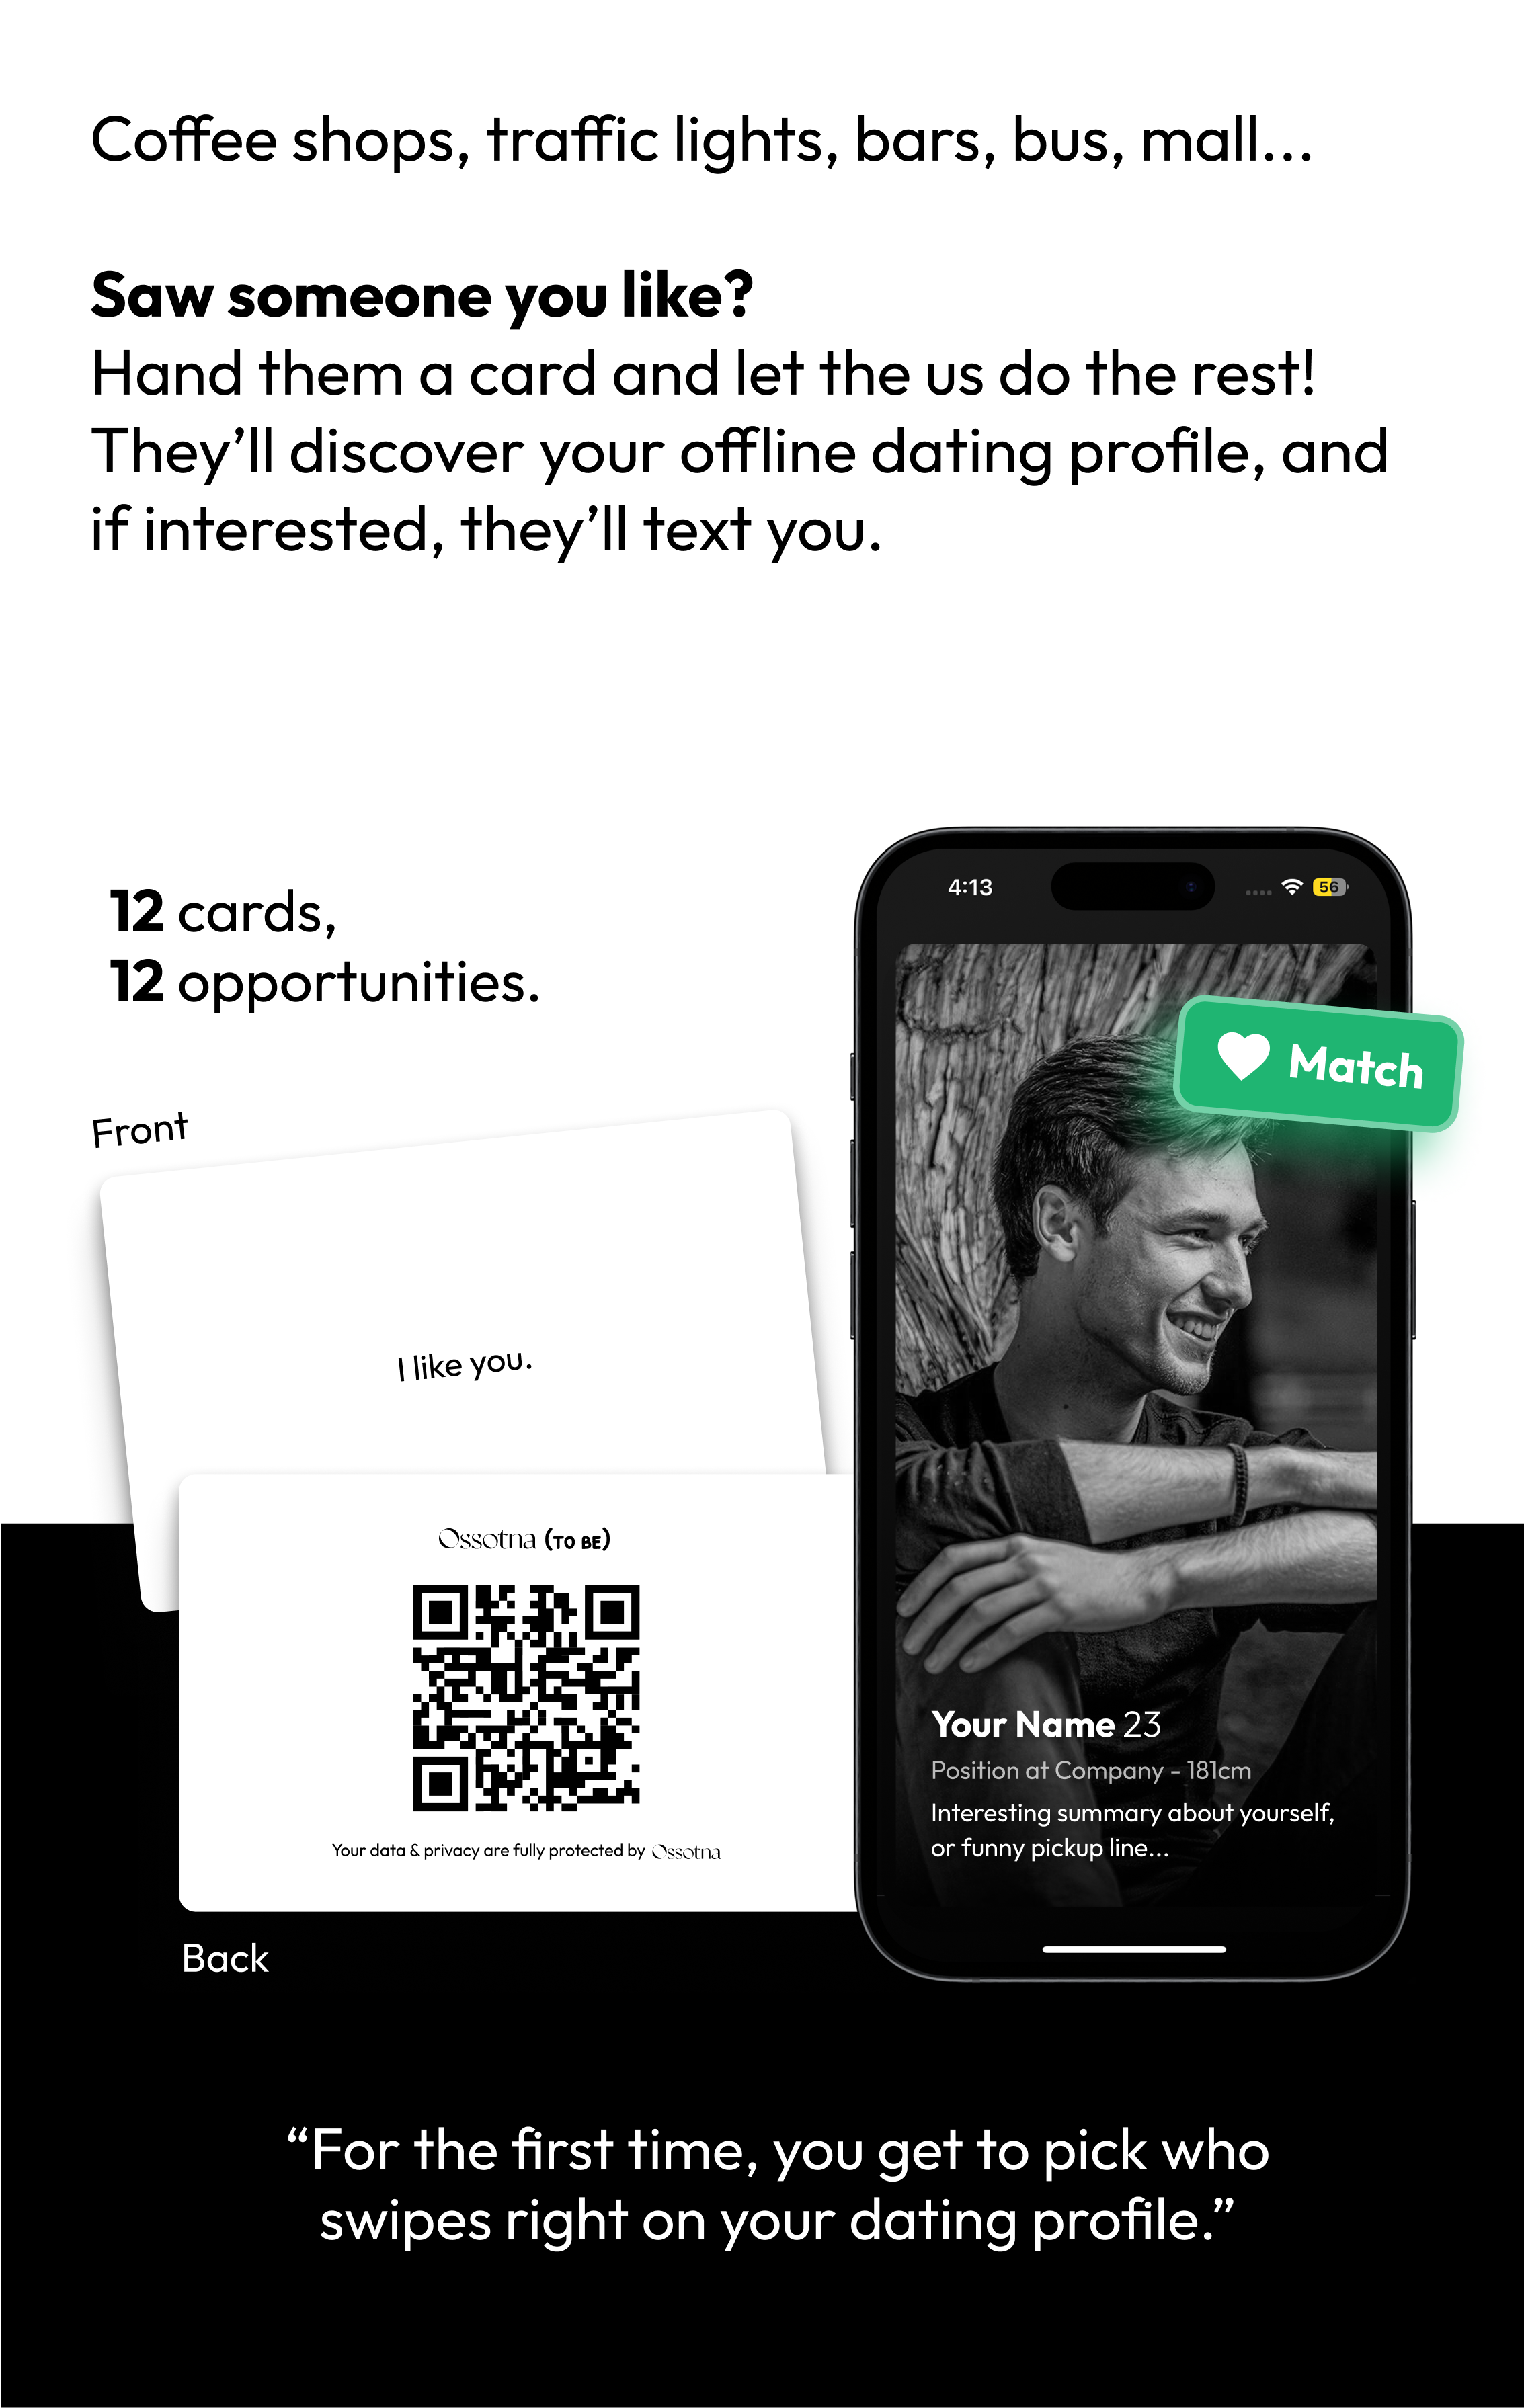 Coffee shops, traffic lights, bars, bus, mall...
Saw someone you like?
Hand them a card and let the us do the rest!
They’ll discover your offline dating profile, and
if interested, they’ll text you.
12 cards,
12 opportunities.
Front
I like you.
Ossotna (TO BE)
Your data & privacy are fully protected by Ossotna
Back
4:13
56
Match
Your Name 23
Position at Company - 181cm
Interesting summary about yourself,
or funny pickup line...
“For the first time, you get to pick who
swipes right on your dating profile.”